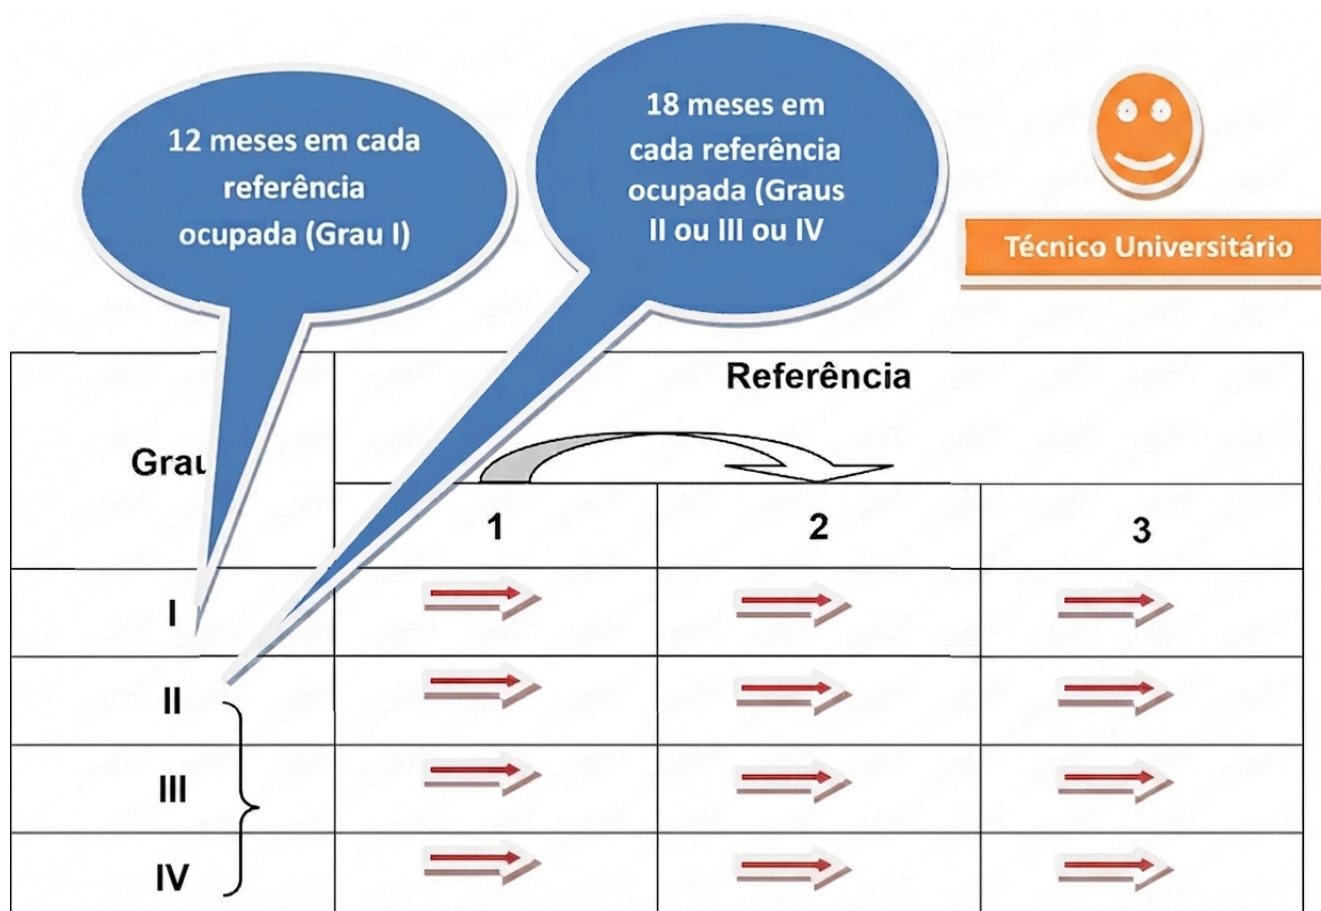 12 meses em cada
referência
ocupada (Grau I)
18 meses em
cada referência
ocupada (Graus
II ou III ou IV
Técnico Universitário
Referência
Grau
1
2
3
I
II
III
IV